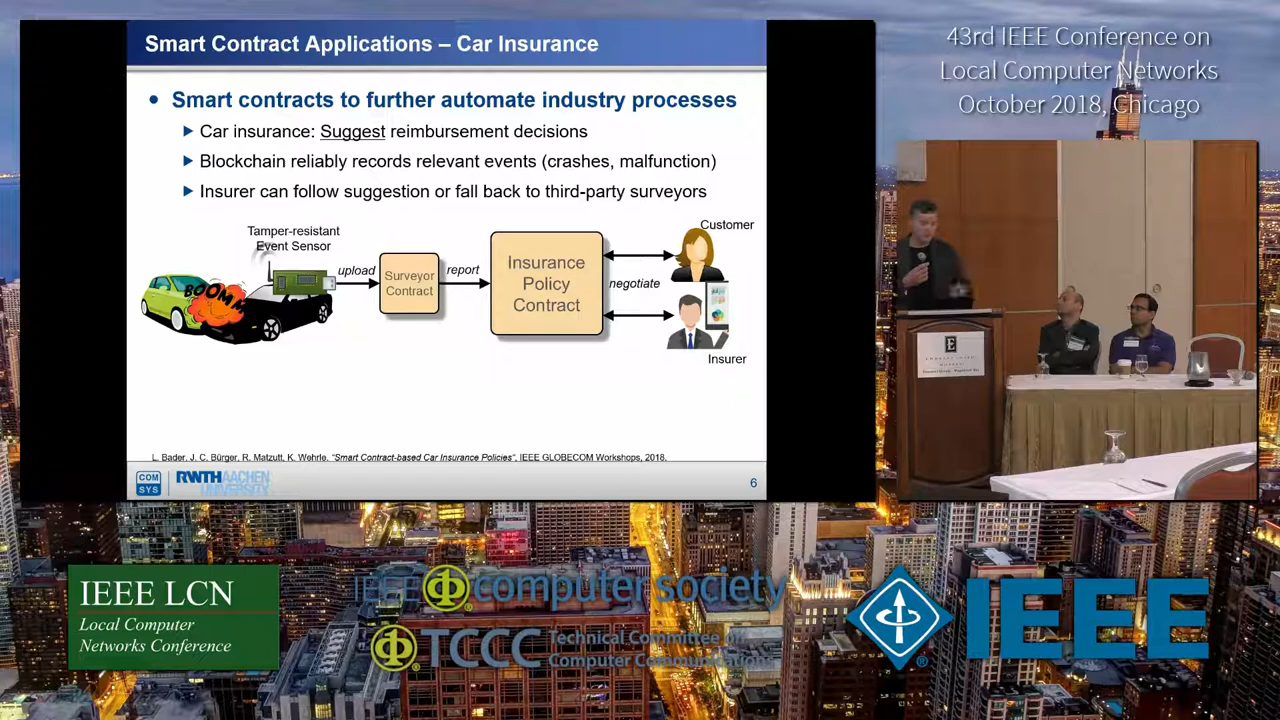 Smart Contract Applications – Car Insurance
• Smart contracts to further automate industry processes
Car insurance: Suggest reimbursement decisions
Blockchain reliably records relevant events (crashes, malfunction)
Insurer can follow suggestion or fall back to third-party surveyors
Tamper-resistant
Event Sensor
BOOM
upload
Surveyor
Contract
report
Insurance
Policy
Contract
negotiate
Customer
Insurer
L. Bader, J. C. Bürger, R. Matzutt, K. Wehrle, "Smart Contract-based Car Insurance Policies", IEEE GLOBECOM Workshops, 2018.
COM
SYS
RWTH AACHEN
UNIVERSITY
6
43rd IEEE Conference on
Local Computer Networks
October 2018, Chicago
E
IEEE LCN
Local Computer
Networks Conference
IEEE computer society
TCCC Technical Committee on
Computer Communications
IEEE
®